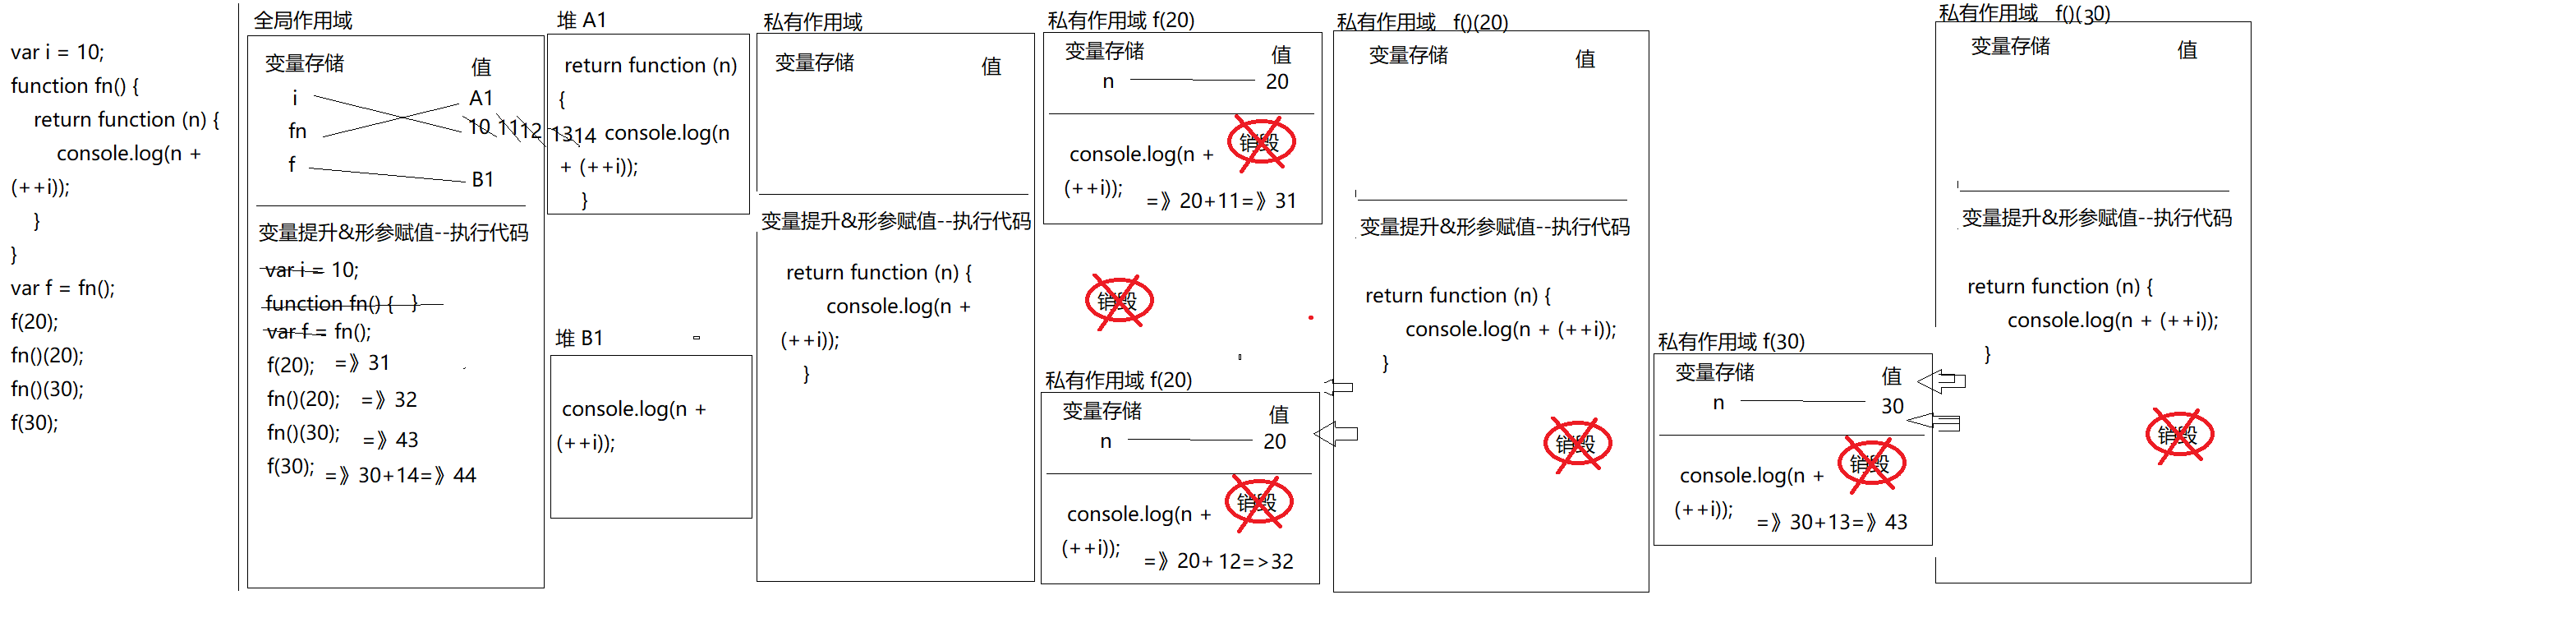 var i = 10;
function fn() {
return function (n) {
console.log(n +
(++i));
}
}
var f = fn();
f(20);
fn()(20);
fn()(30);
f(30);
全局作用域
变量存储 值
i A1
fn 10 11 12 13 14
f B1
变量提升&形参赋值--执行代码
var i = 10;
function fn() { }
var f = fn();
f(20); =》31
fn()(20); =》32
fn()(30); =》43
f(30); =》30+14=》44
堆 A1
return function (n)
{
console.log(n
+ (++i));
}
堆 B1
console.log(n +
(++i));
私有作用域
变量存储 值
变量提升&形参赋值--执行代码
return function (n) {
console.log(n +
(++i));
}
销毁
私有作用域 f(20)
变量存储 值
n 20
销毁
console.log(n +
(++i)); =》20+11=》31
私有作用域 f(20)
变量存储 值
n 20
销毁
console.log(n +
(++i)); =》20+ 12=>32
私有作用域 f()(20)
变量存储 值
变量提升&形参赋值--执行代码
return function (n) {
console.log(n + (++i));
}
销毁
私有作用域 f(30)
变量存储 值
n 30
销毁
console.log(n +
(++i)); =》30+13=》43
私有作用域 f()(30)
变量存储 值
变量提升&形参赋值--执行代码
return function (n) {
console.log(n + (++i));
}
销毁